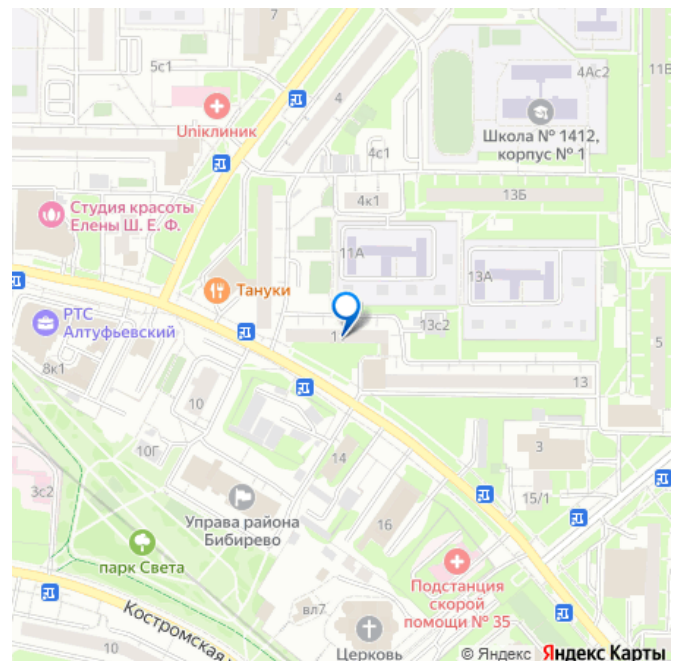 7
5с1
4
4Ас2
11Б
Uniклиник
Школа № 1412,
корпус № 1
4с1
4к1
13Б
Студия красоты
Елены Ш. Е. Ф.
11А
13А
Тануки
РТС
Алтуфьевский
13с2
5
8к1
13
10
10Г
14
3
3с2
15/1
16
Управа района
Бибирево
парк Света
Подстанция
скорой
помощи № 35
вл7
Костромская
10
Церковь
© Яндекс
Яндекс Карты